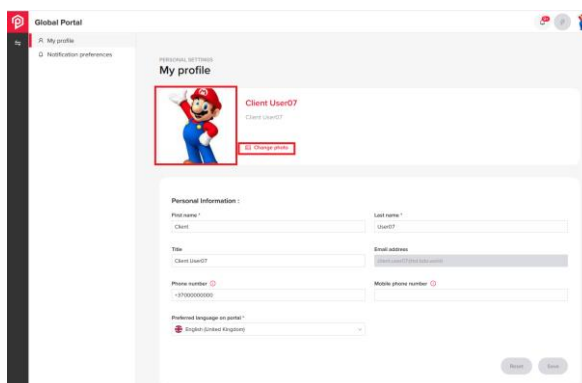 Global Portal
My profile
Notification preferences
PERSONAL SETTINGS
My profile
Client User07
Client User07
Change photo
Personal Information :
First name *
Last name *
Client
User07
Title
Email address
Client User07
Phone number
Mobile phone number
+37000000000
Preferred language on portal *
English (United Kingdom)
Reset
Save